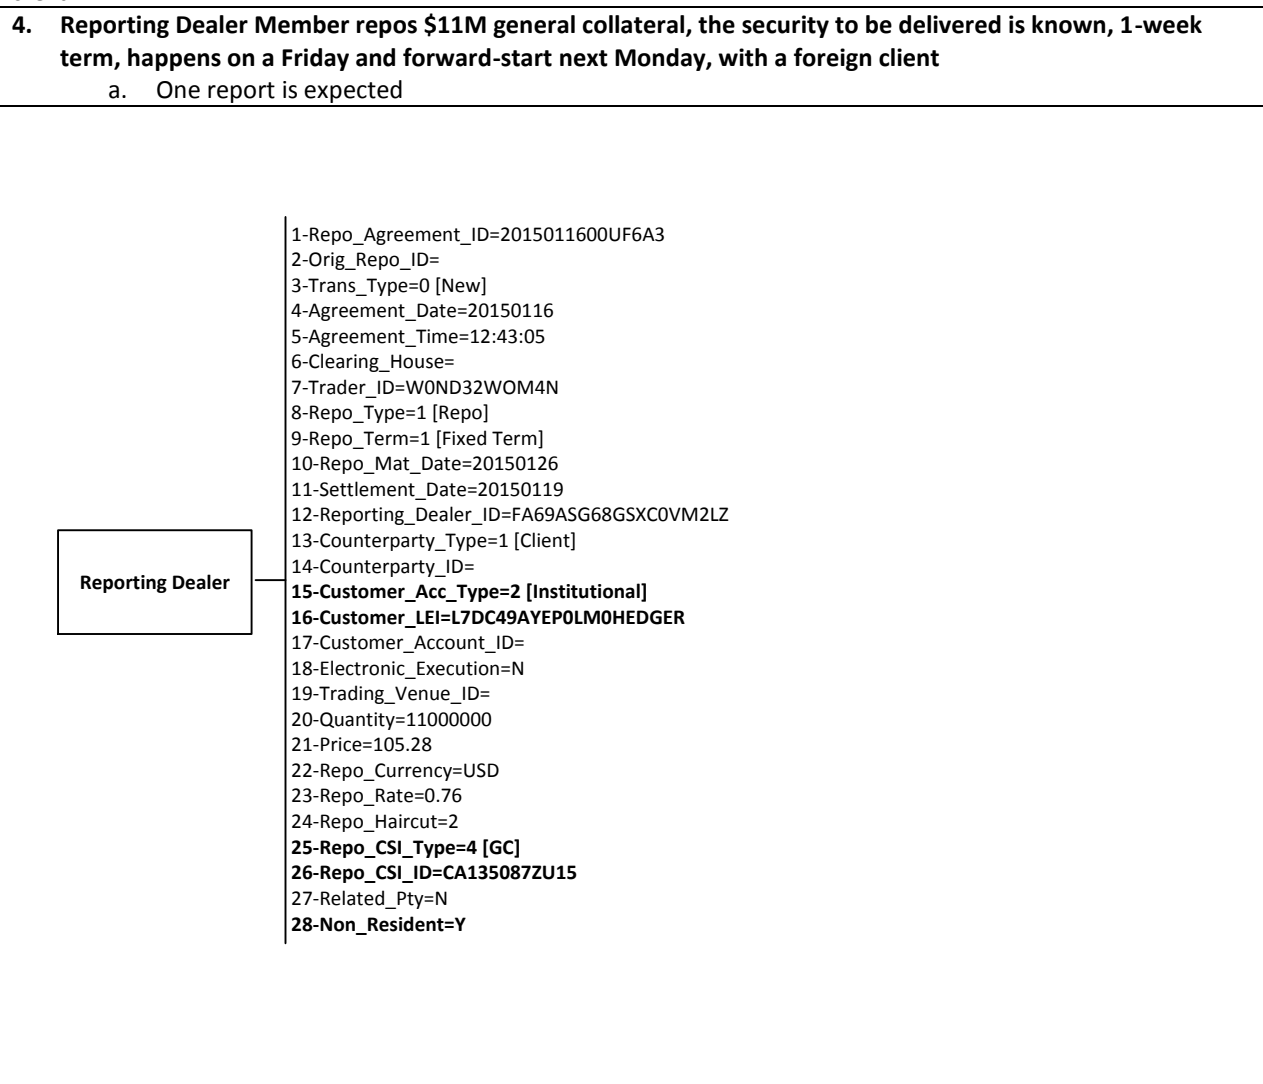 4. Reporting Dealer Member repos $11M general collateral, the security to be delivered is known, 1-week
term, happens on a Friday and forward-start next Monday, with a foreign client
a. One report is expected
1-Repo_Agreement_ID=2015011600UF6A3
2-Orig_Repo_ID=
3-Trans_Type=0 [New]
4-Agreement_Date=20150116
5-Agreement_Time=12:43:05
6-Clearing_House=
7-Trader_ID=W0ND32WOM4N
8-Repo_Type=1 [Repo]
9-Repo_Term=1 [Fixed Term]
10-Repo_Mat_Date=20150126
11-Settlement_Date=20150119
12-Reporting_Dealer_ID=FA69ASG68GSXC0VM2LZ
13-Counterparty_Type=1 [Client]
14-Counterparty_ID=
Reporting Dealer
15-Customer_Acc_Type=2 [Institutional]
16-Customer_LEI=L7DC49AYEP0LM0HEDGER
17-Customer_Account_ID=
18-Electronic_Execution=N
19-Trading_Venue_ID=
20-Quantity=11000000
21-Price=105.28
22-Repo_Currency=USD
23-Repo_Rate=0.76
24-Repo_Haircut=2
25-Repo_CSI_Type=4 [GC]
26-Repo_CSI_ID=CA135087ZU15
27-Related_Pty=N
28-Non_Resident=Y